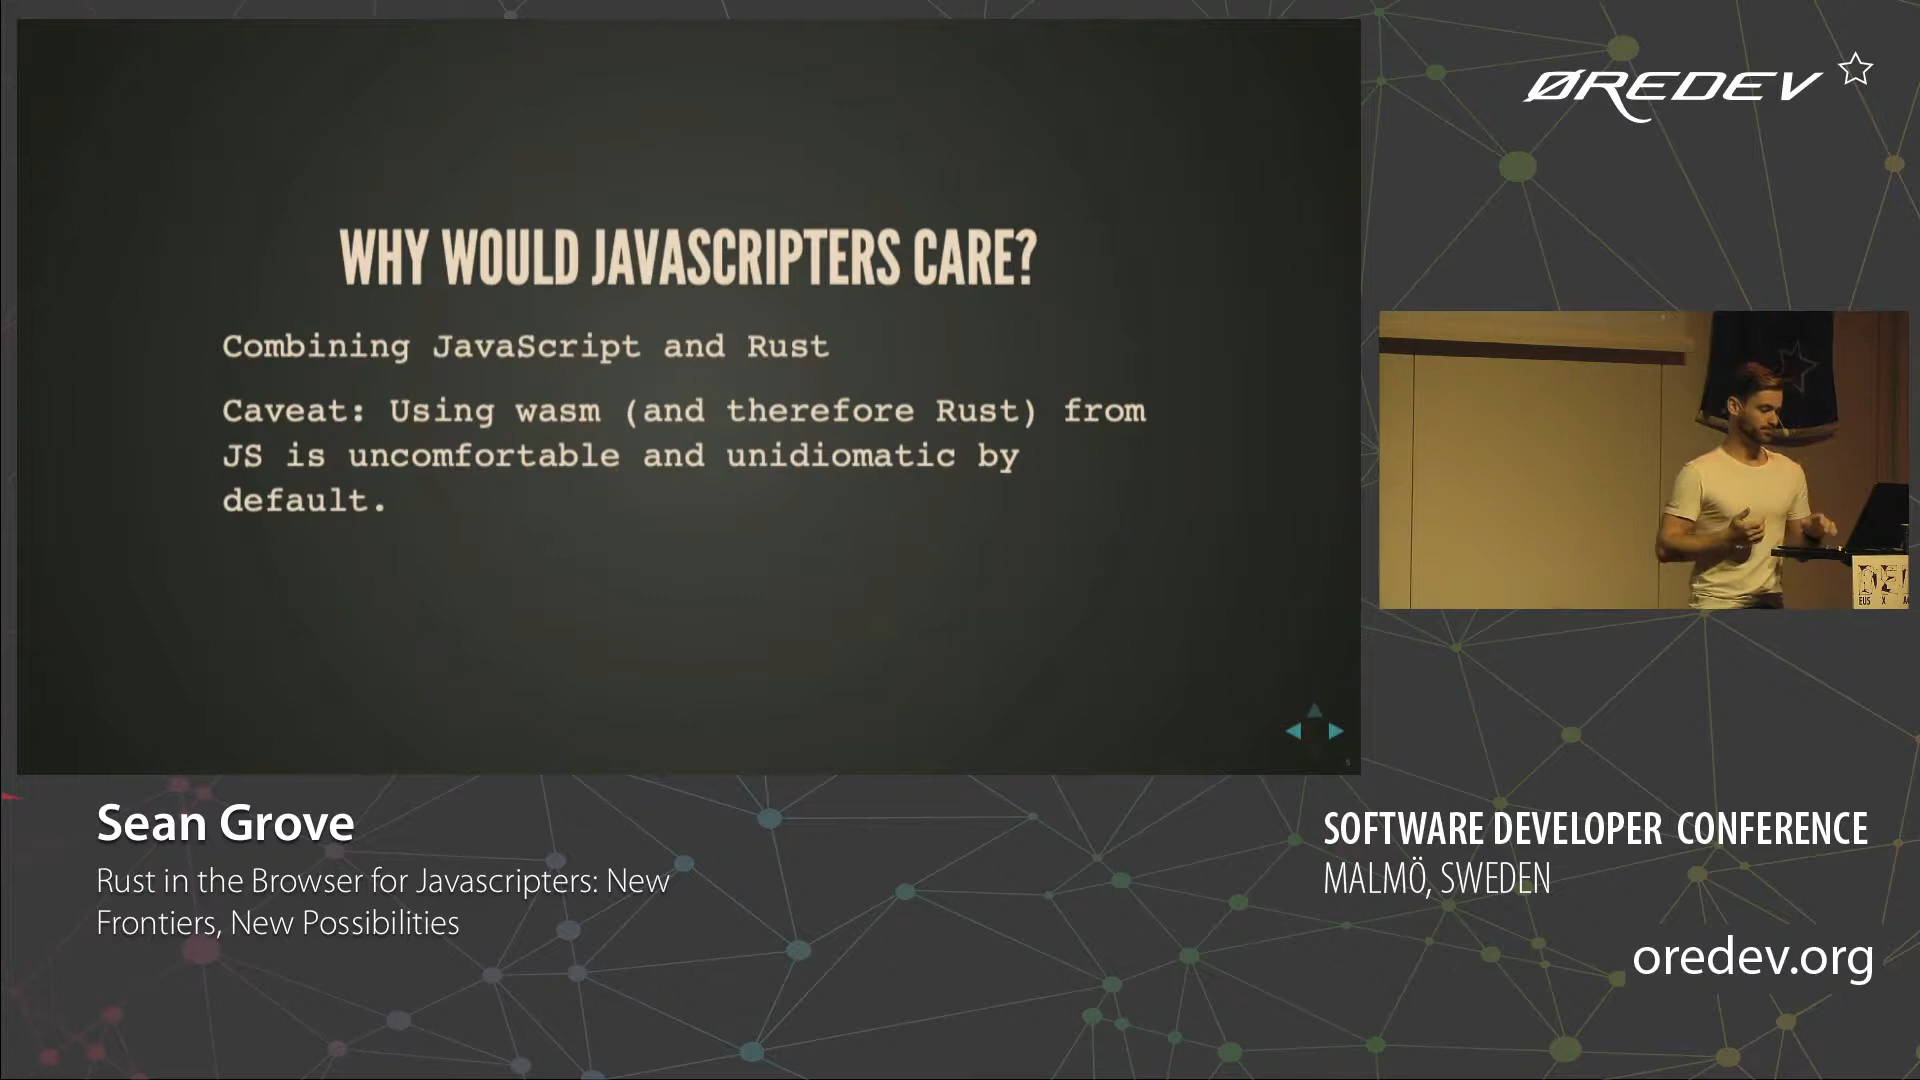 WHY WOULD JAVASCRIPTERS CARE?
Combining JavaScript and Rust
Caveat: Using wasm (and therefore Rust) from
JS is uncomfortable and unidiomatic by
default.
ØREDEV
Sean Grove
Rust in the Browser for Javascripters: New
Frontiers, New Possibilities
SOFTWARE DEVELOPER CONFERENCE
MALMÖ, SWEDEN
oredev.org